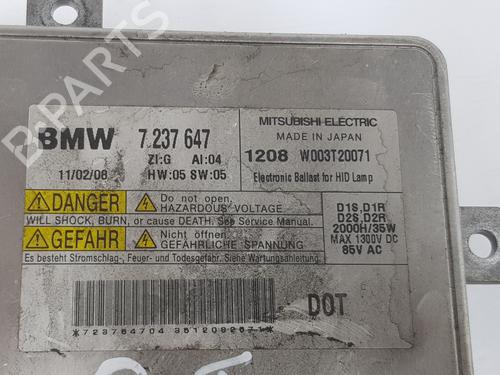 B-PARTS
BMW 7 237 647
ZI:G AI:04
11/02/08 HW:05 SW:05
MITSUBISHI ELECTRIC
MADE IN JAPAN
1208 W003T20071
Electronic Ballast for HID Lamp
DANGER Do not open.
HAZARDOUS VOLTAGE
WILL SHOCK, BURN, or cause DEATH. See Service Manual.
GEFAHR Nicht öffnen.
GEFÄHRLICHE SPANNUNG
Es besteht Stromschlag-, Feuer- und Todesgefahr. (Siehe Wartungsanleitung.)
D1S,D1R
D2S,D2R
2000H/35W
MAX 1300V DC
85V AC
DOT